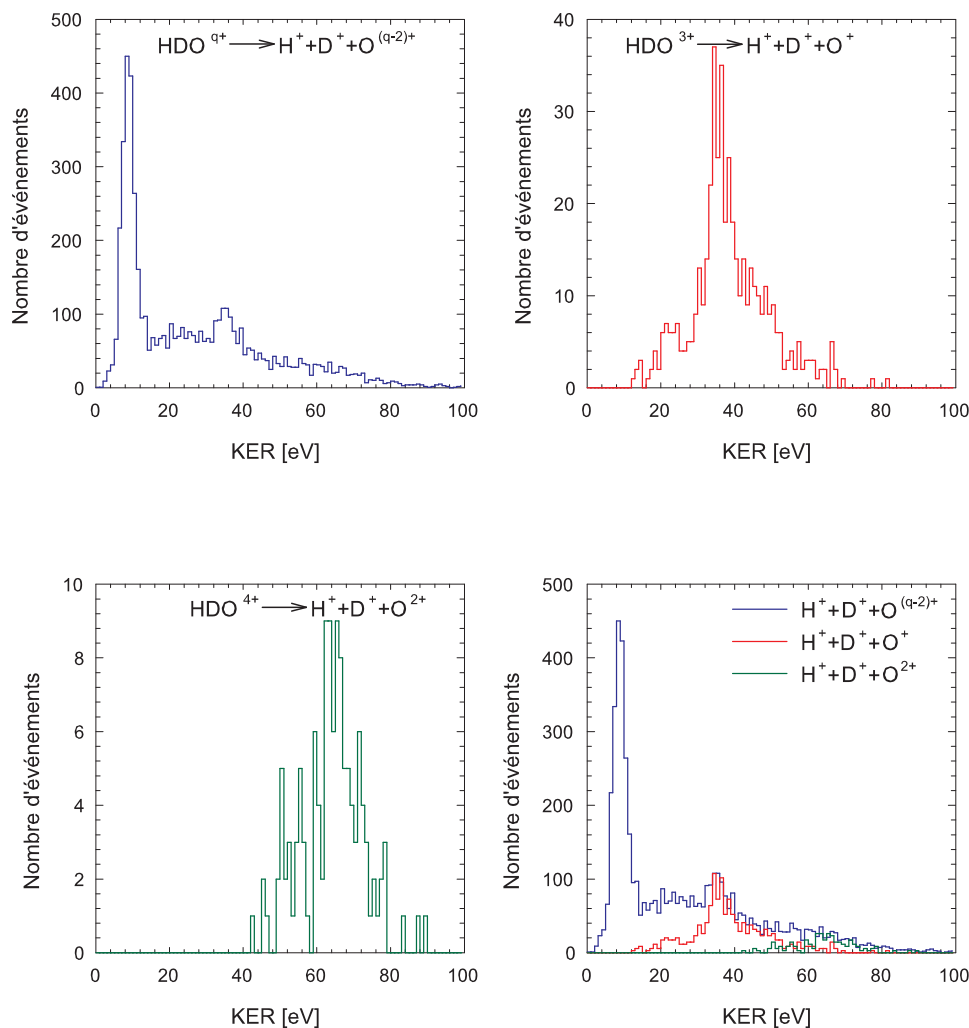 HDO q+ → H + +D + +O (q-2)+
Nombre d'événements
500
400
300
200
100
0
0 20 40 60 80 100
KER [eV]
HDO 3+ → H + +D + +O +
Nombre d'événements
40
30
20
10
0
0 20 40 60 80 100
KER [eV]
HDO 4+ → H + +D + +O 2+
Nombre d'événements
10
8
6
4
2
0
0 20 40 60 80 100
KER [eV]
H + +D + +O (q-2)+
H + +D + +O +
H + +D + +O 2+
Nombre d'événements
500
400
300
200
100
0
0 20 40 60 80 100
KER [eV]